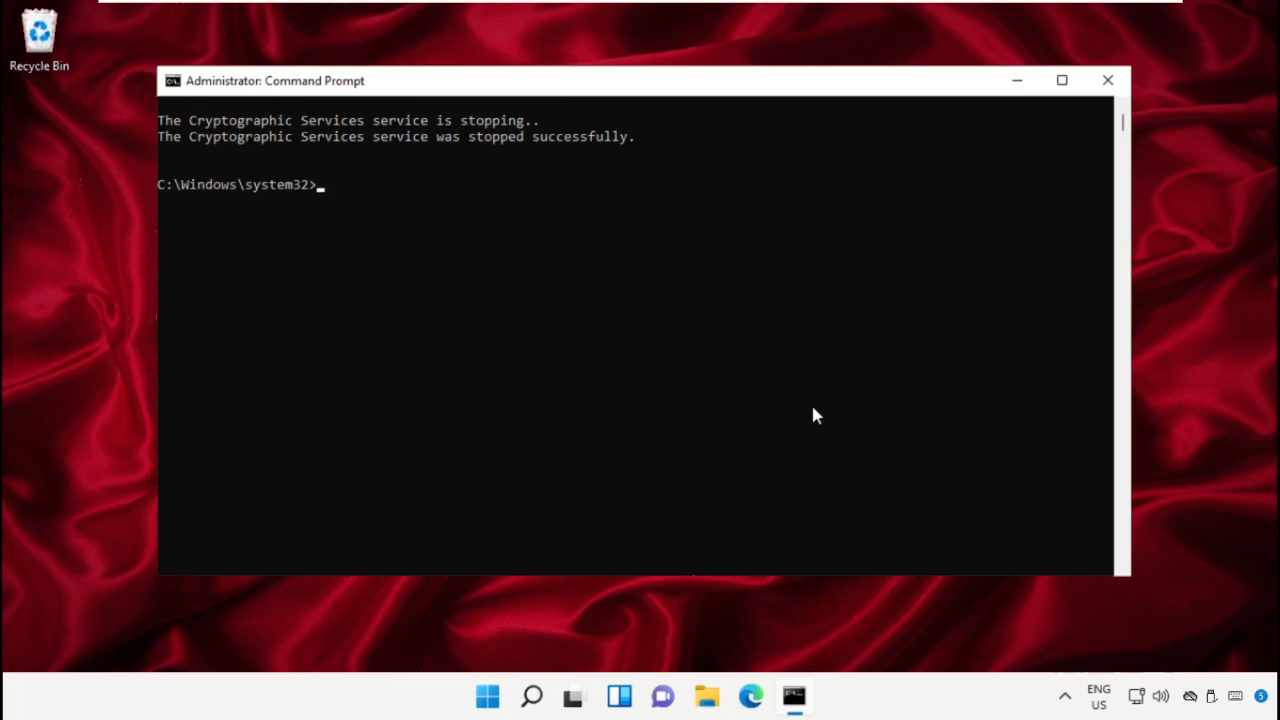 Recycle Bin
Administrator: Command Prompt
The Cryptographic Services service is stopping..
The Cryptographic Services service was stopped successfully.
C:\Windows\system32>
ENG
US
5